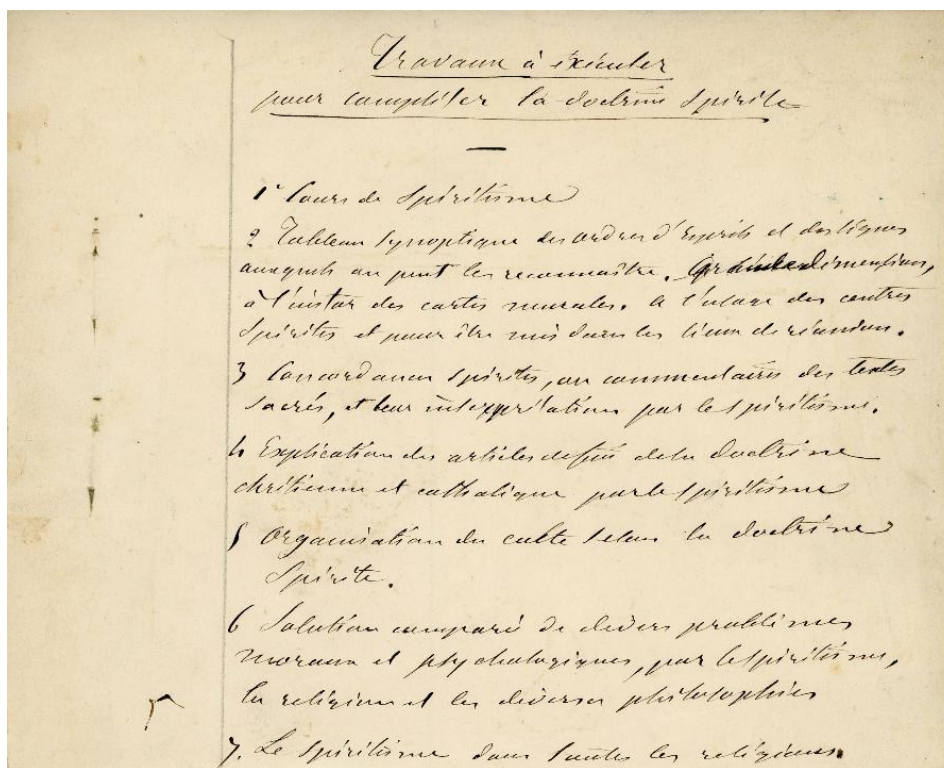 Travaux à exécuter
pour compléter la doctrine spirite
1° Cours de Spiritisme
2 Tableau synoptique des ordres d'Esprits et des signes
auxquels on peut les reconnaître. Grandes dimensions,
à l'instar des cartes murales. à l'usage des centres
Spirites et pour être mis dans les lieux de réunion.
3 Concordances Spirites, ou commentaires des textes
sacrés, et leur interprétation par le spiritisme.
4 Explication des articles de foi de la doctrine
chrétienne et catholique par le spiritisme
5 Organisation du culte selon la doctrine
Spirite.
6 Solution comparée de divers problèmes
moraux et psychologiques, par le spiritisme,
la religion et les diverses philosophies
7. Le Spiritisme dans toutes les religions.